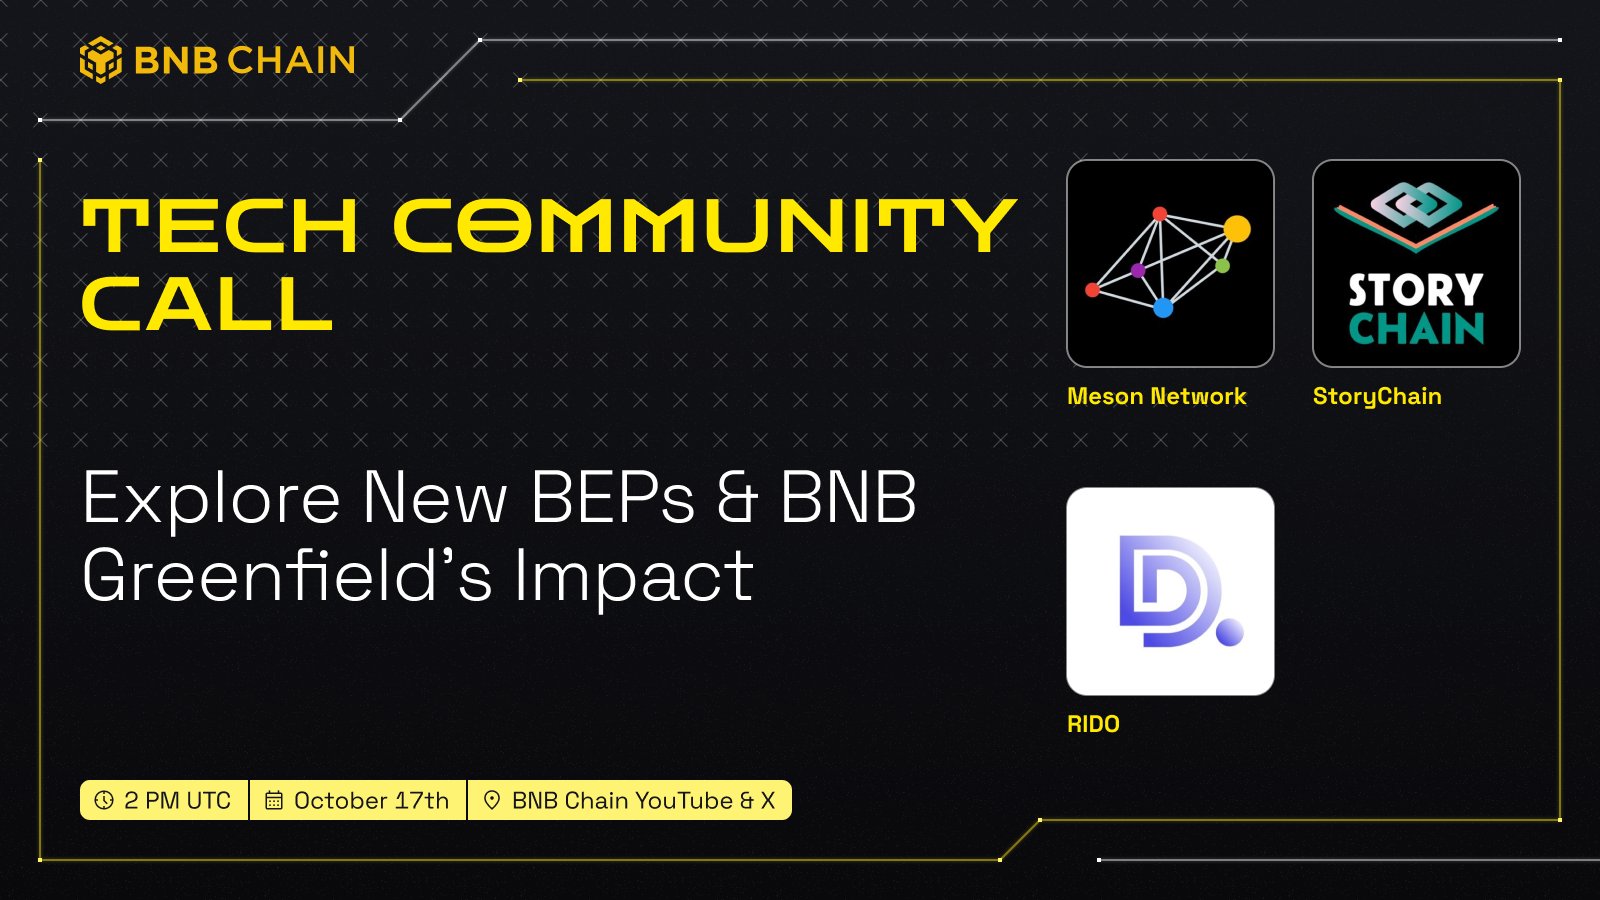 BNB CHAIN
TECH COMMUNITY
CALL
Explore New BEPs & BNB
Greenfield's Impact
2 PM UTC
October 17th
BNB Chain YouTube & X
STORY
CHAIN
Meson Network
StoryChain
RIDO